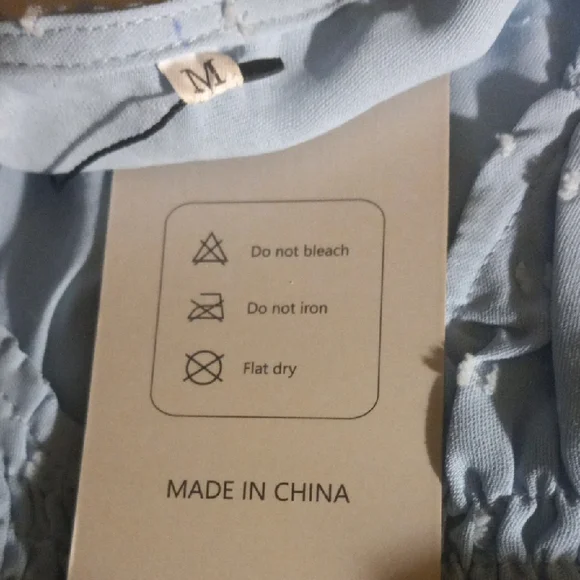 M
Do not bleach
Do not iron
Flat dry
MADE IN CHINA